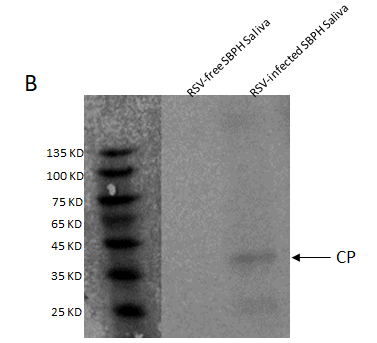 RSV-free SBPH Saliva
RSV-infected SBPH Saliva
B
135 KD
100 KD
75 KD
65 KD
45 KD
CP
35 KD
25 KD